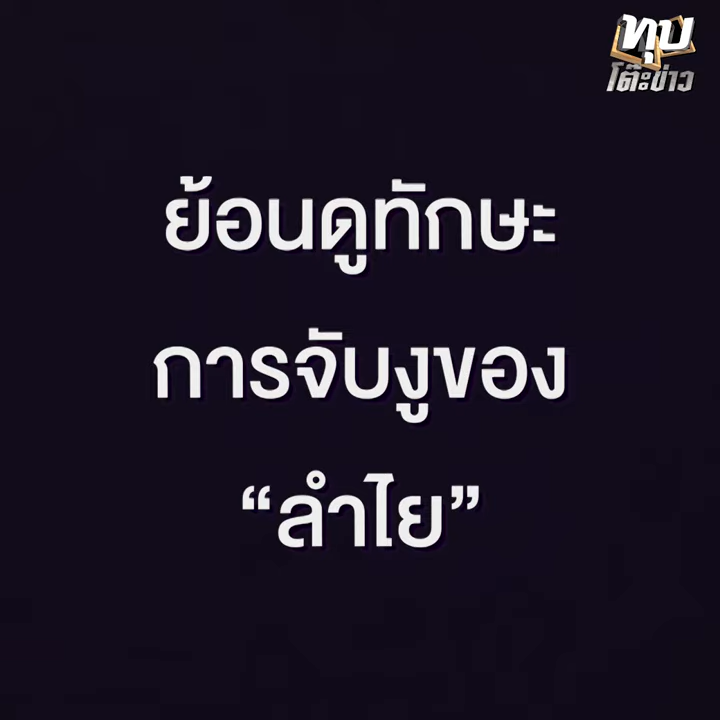 ทุบ
โต๊ะข่าว
ย้อนดูทักษะ
การจับงูของ
“ลำไย”